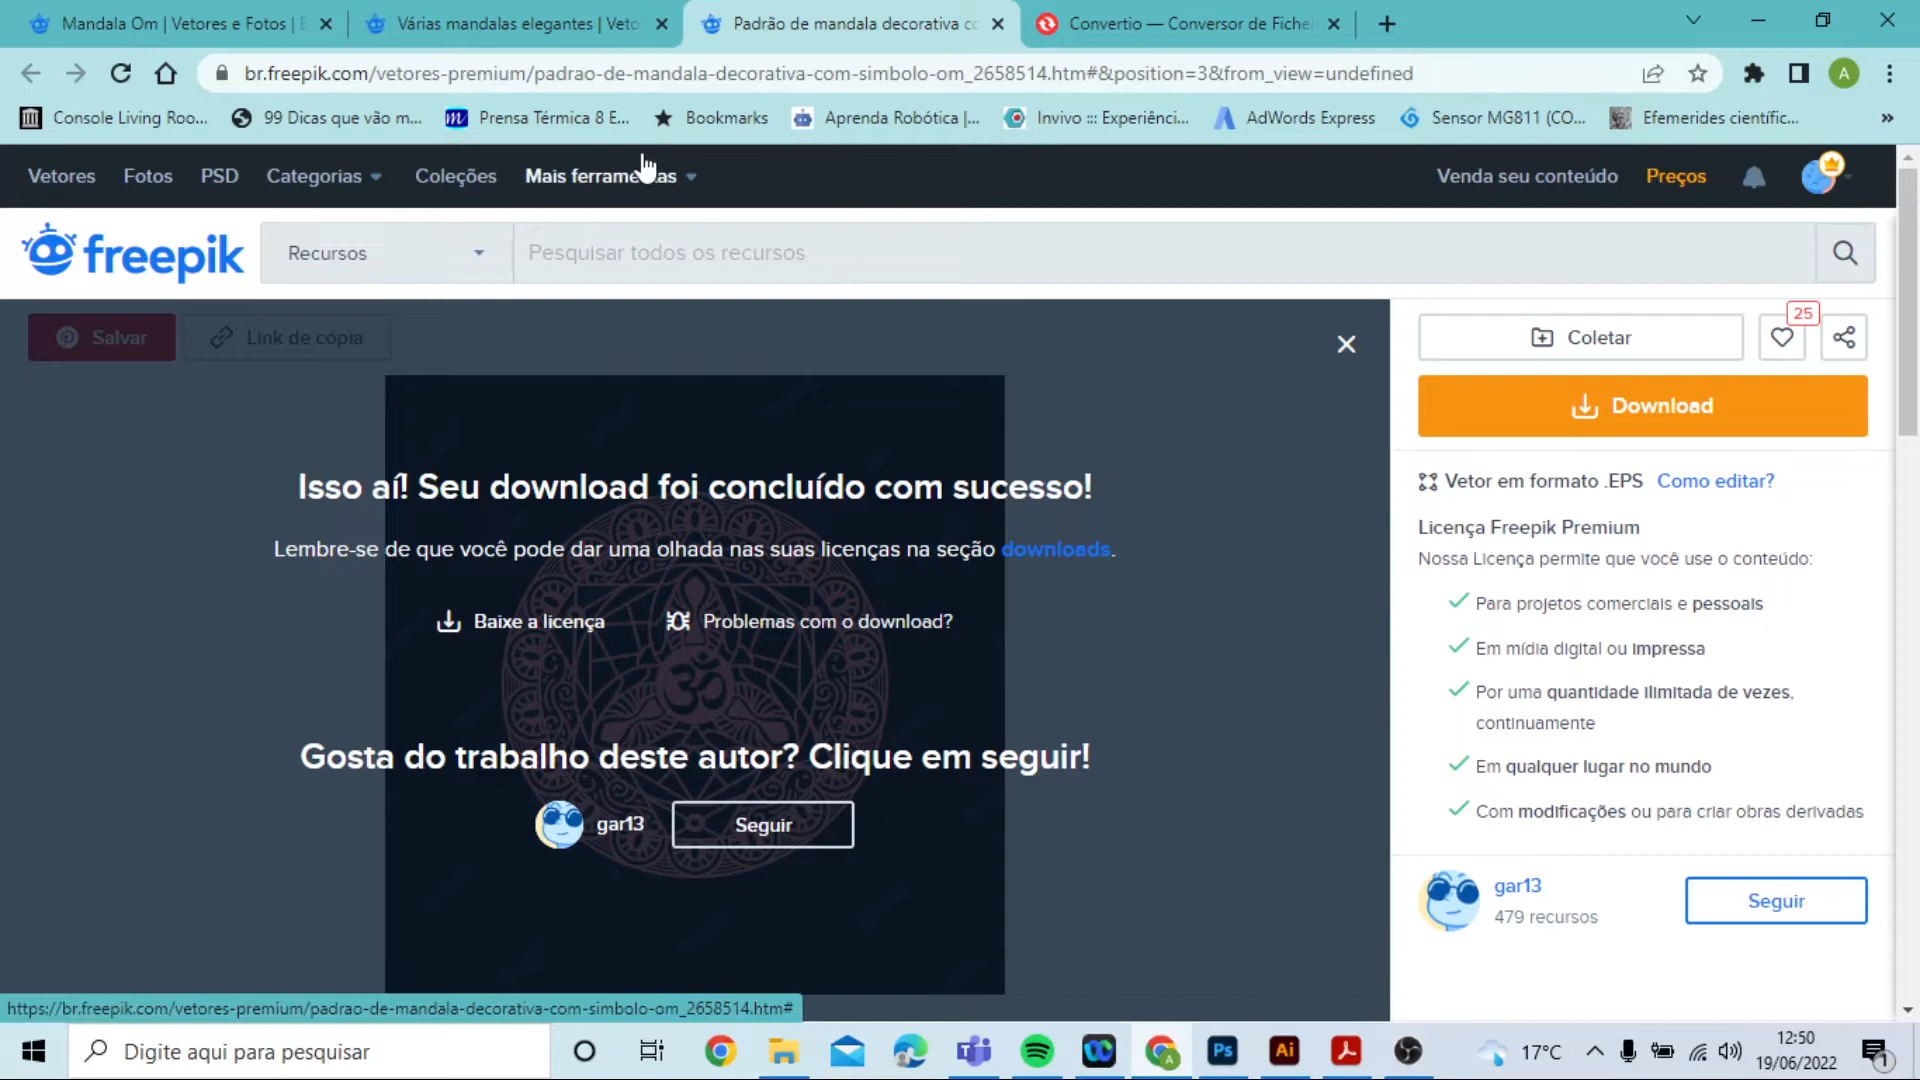 Mandala Om | Vetores e Fotos |
Várias mandalas elegantes | Veto
Padrão de mandala decorativa co
Convertio — Conversor de Fiche
br.freepik.com/vetores-premium/padrao-de-mandala-decorativa-com-simbolo-om_2658514.htm#&position=3&from_view=undefined
A
Console Living Roo...
99 Dicas que vão m...
Prensa Térmica 8 E...
Bookmarks
Aprenda Robótica |...
Invivo ::: Experiênci...
AdWords Express
Sensor MG811 (CO...
Efemerides científic...
»
Vetores
Fotos
PSD
Categorias
Coleções
Mais ferramentas
Venda seu conteúdo
Preços
freepik
Recursos
Pesquisar todos os recursos
Salvar
Link de cópia
Coletar
25
Download
Isso aí! Seu download foi concluído com sucesso!
Lembre-se de que você pode dar uma olhada nas suas licenças na seção downloads.
Baixe a licença
Problemas com o download?
Gosta do trabalho deste autor? Clique em seguir!
gar13
Seguir
Vetor em formato .EPS Como editar?
Licença Freepik Premium
Nossa Licença permite que você use o conteúdo:
Para projetos comerciais e pessoais
Em mídia digital ou impressa
Por uma quantidade ilimitada de vezes,
continuamente
Em qualquer lugar no mundo
Com modificações ou para criar obras derivadas
gar13
479 recursos
Seguir
ॐ
https://br.freepik.com/vetores-premium/padrao-de-mandala-decorativa-com-simbolo-om_2658514.htm#
Digite aqui para pesquisar
A
Ps
Ai
17°C
12:50
19/06/2022
1